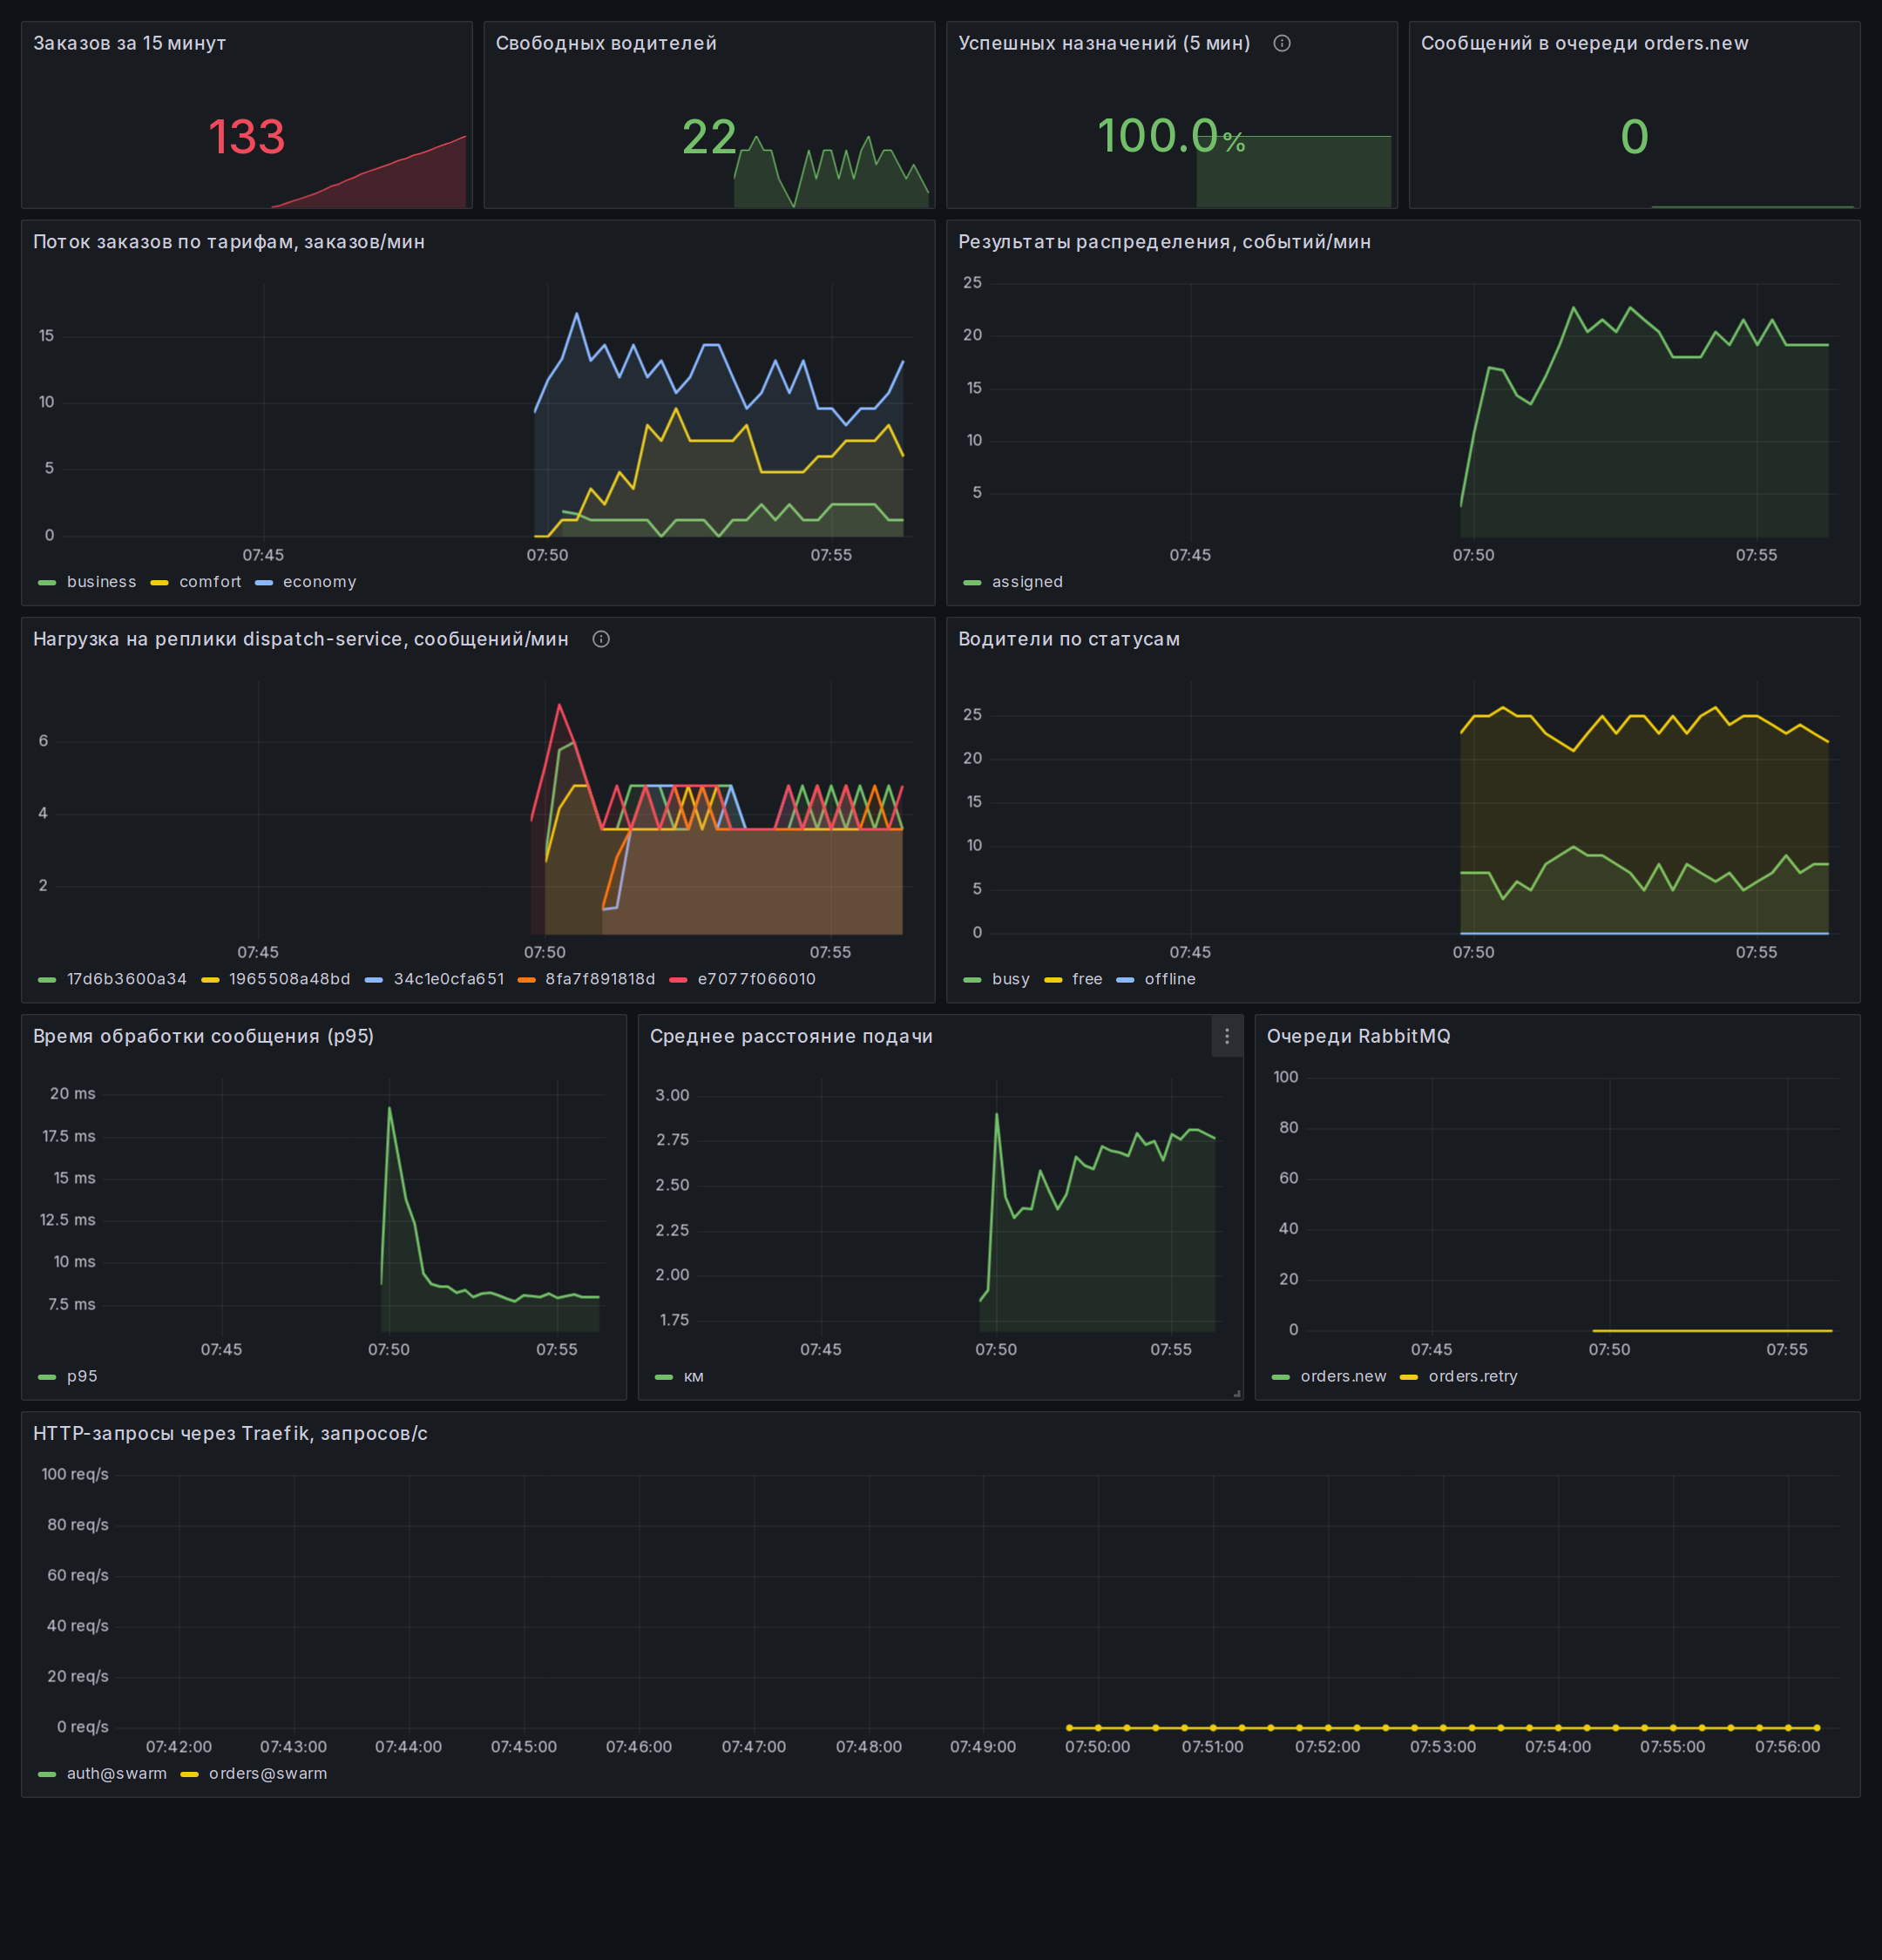 Заказов за 15 минут
133
Свободных водителей
22
Успешных назначений (5 мин)
100.0%
Сообщений в очереди orders.new
0
Поток заказов по тарифам, заказов/мин
15
10
5
0
07:45 07:50 07:55
business comfort economy
Результаты распределения, событий/мин
25
20
15
10
5
07:45 07:50 07:55
assigned
Нагрузка на реплики dispatch-service, сообщений/мин
6
4
2
07:45 07:50 07:55
17d6b3600a34 1965508a48bd 34c1e0cfa651 8fa7f891818d e7077f066010
Водители по статусам
25
20
15
10
5
0
07:45 07:50 07:55
busy free offline
Время обработки сообщения (p95)
20 ms
17.5 ms
15 ms
12.5 ms
10 ms
7.5 ms
07:45 07:50 07:55
p95
Среднее расстояние подачи
3.00
2.75
2.50
2.25
2.00
1.75
07:45 07:50 07:55
км
Очереди RabbitMQ
100
80
60
40
20
0
07:45 07:50 07:55
orders.new orders.retry
HTTP-запросы через Traefik, запросов/с
100 req/s
80 req/s
60 req/s
40 req/s
20 req/s
0 req/s
07:42:00 07:43:00 07:44:00 07:45:00 07:46:00 07:47:00 07:48:00 07:49:00 07:50:00 07:51:00 07:52:00 07:53:00 07:54:00 07:55:00 07:56:00
auth@swarm orders@swarm